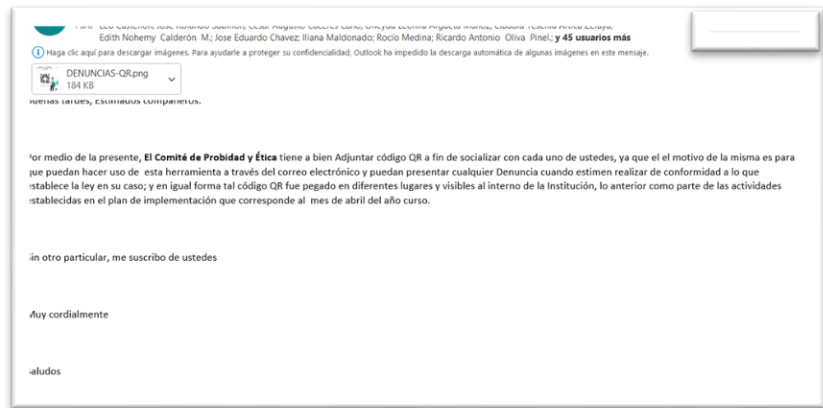 Edith Nohemy Calderón M.; Jose Eduardo Chavez; Iliana Maldonado; Rocío Medina; Ricardo Antonio Oliva Pinel.; y 45 usuarios más
Haga clic aquí para descargar imágenes. Para ayudarle a proteger su confidencialidad, Outlook ha impedido la descarga automática de algunas imágenes en este mensaje.
DENUNCIAS-QR.png
184 KB
tardes, Estimados compañeros.
Por medio de la presente, El Comité de Probidad y Ética tiene a bien Adjuntar código QR a fin de socializar con cada uno de ustedes, ya que el el motivo de la misma es para
que puedan hacer uso de esta herramienta a través del correo electrónico y puedan presentar cualquier Denuncia cuando estimen realizar de conformidad a lo que
establece la ley en su caso; y en igual forma tal código QR fue pegado en diferentes lugares y visibles al interno de la Institución, lo anterior como parte de las actividades
establecidas en el plan de implementación que corresponde al mes de abril del año curso.
Sin otro particular, me suscribo de ustedes
Muy cordialmente
Saludos